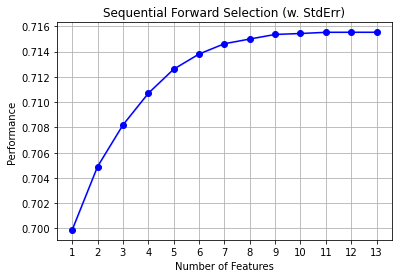 Sequential Forward Selection (w. StdErr)
0.716
0.714
0.712
0.710
0.708
0.706
0.704
0.702
0.700
Performance
1 2 3 4 5 6 7 8 9 10 11 12 13
Number of Features